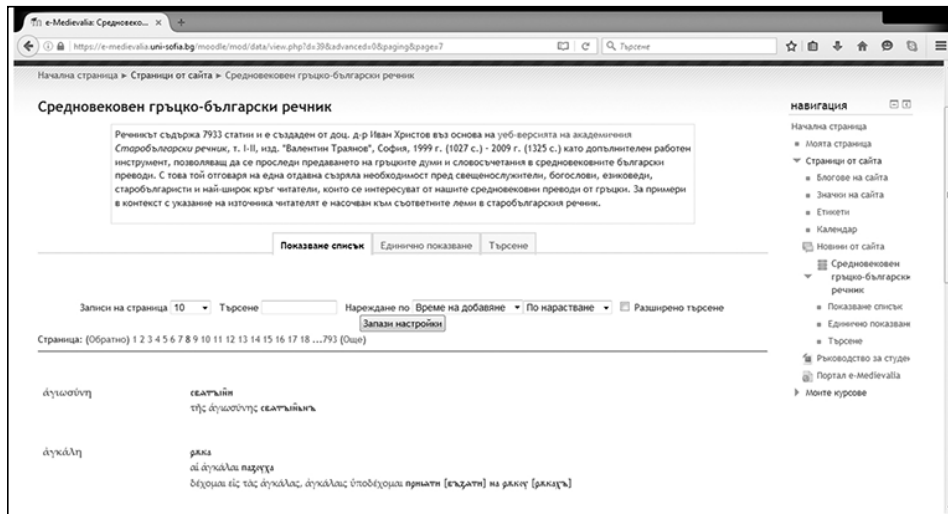 e-Medievalia: Средновеко... × +
https://e-medievalia.uni-sofia.bg/moodle/mod/data/view.php?d=39&advanced=0&paging&page=7
Търсене
Начална страница ► Страници от сайта ► Средновековен гръцко-български речник
Средновековен гръцко-български речник
Речникът съдържа 7933 статии и е създаден от доц. д-р Иван Христов въз основа на уеб-версията на академичния
Старобългарски речник, т. I-II, изд. "Валентин Траянов", София, 1999 г. (1027 с.) - 2009 г. (1325 с.) като допълнителен работен
инструмент, позволяващ да се проследи предаването на гръцките думи и словосъчетания в средновековните български
преводи. С това той отговаря на една отдавна съзряла необходимост пред свещенослужители, богослови, езиковеди,
старобългаристи и най-широк кръг читатели, които се интересуват от нашите средновековни преводи от гръцки. За примери
в контекст с указание на източника читателят е насочван към съответните леми в старобългарския речник.
Показване списък Единично показване Търсене
Записи на страница 10 Търсене Нареждане по Време на добавяне По нарастване Разширено търсене
Запази настройки
Страница: (Обратно) 1 2 3 4 5 6 7 8 9 10 11 12 13 14 15 16 17 18 ...793 (Още)
ἁγιωσύνη свѧтꙑйни
τῆς ἁγιωσύνης свѧтꙑйнънъ
ἀγκάλη рѫка
αἱ ἀγκάλαι пазоуха
δέχομαι εἰς τὰς ἀγκάλας, ἀγκάλαις ὑποδέχομαι приѩти [възѧти] на рѫкоу [рѫкахъ]
навигация
Начална страница
Моята страница
Страници от сайта
Блогове на сайта
Значки на сайта
Етикети
Календар
Новини от сайта
Средновековен
гръцко-български
речник
Показване списък
Единично показван
Търсене
Ръководство за студен
Портал e-Medievalia
Моите курсове